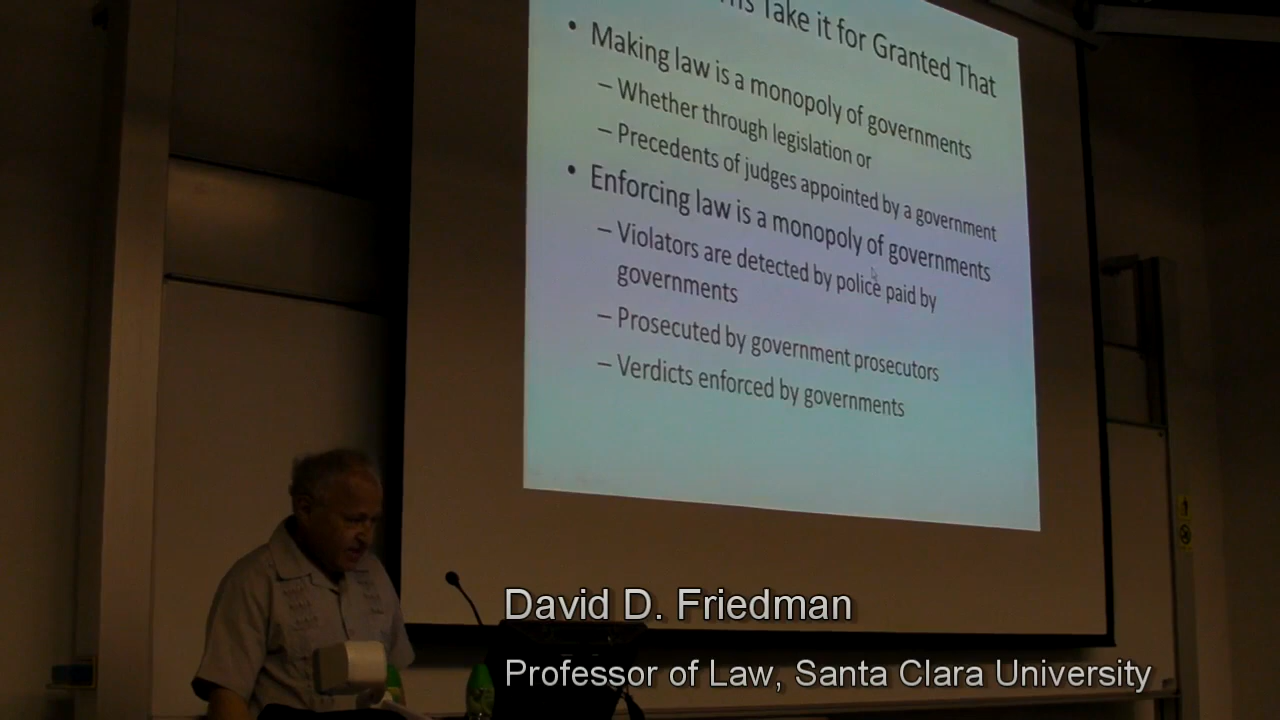 Take it for Granted That
• Making law is a monopoly of governments
– Whether through legislation or
– Precedents of judges appointed by a government
• Enforcing law is a monopoly of governments
– Violators are detected by police paid by
governments
– Prosecuted by government prosecutors
– Verdicts enforced by governments
David D. Friedman
Professor of Law, Santa Clara University